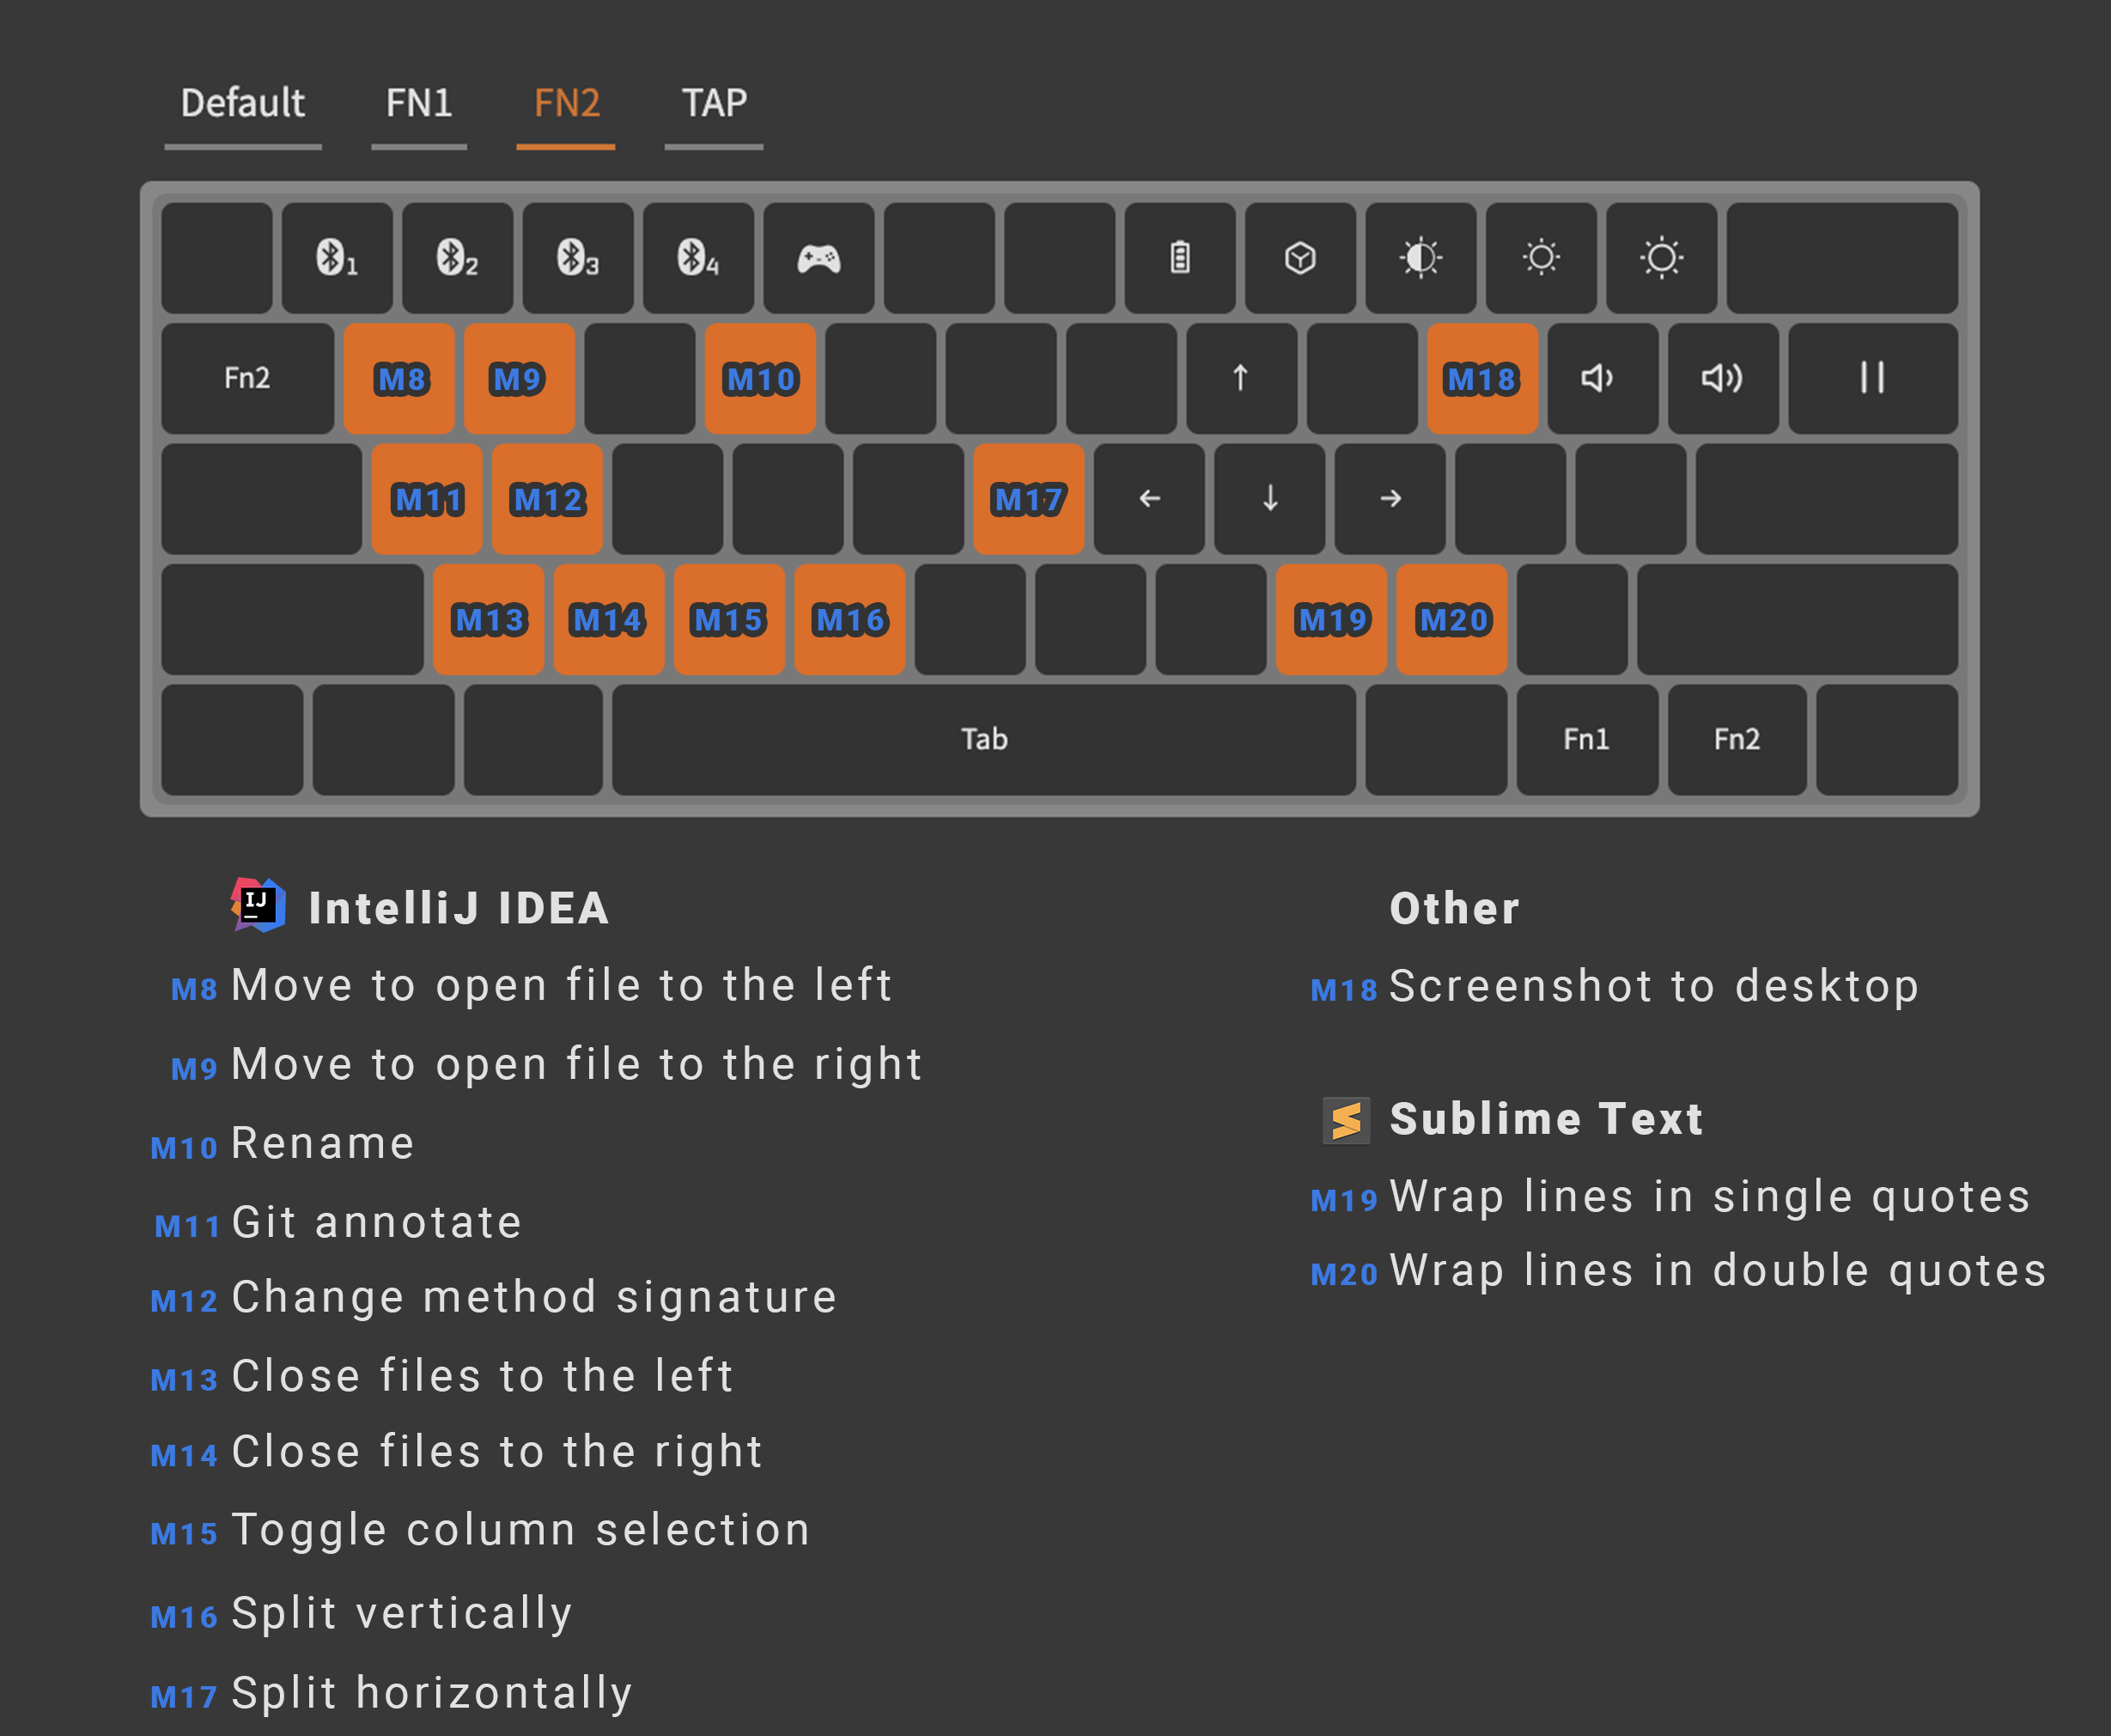 Default FN1 FN2 TAP
1 2 3 4
Fn2 M8 M9 M10 ↑ M18
M11 M12 M17 ← ↓ →
M13 M14 M15 M16 M19 M20
Tab Fn1 Fn2
IJ IntelliJ IDEA
M8 Move to open file to the left
M9 Move to open file to the right
M10 Rename
M11 Git annotate
M12 Change method signature
M13 Close files to the left
M14 Close files to the right
M15 Toggle column selection
M16 Split vertically
M17 Split horizontally
Other
M18 Screenshot to desktop
Sublime Text
M19 Wrap lines in single quotes
M20 Wrap lines in double quotes